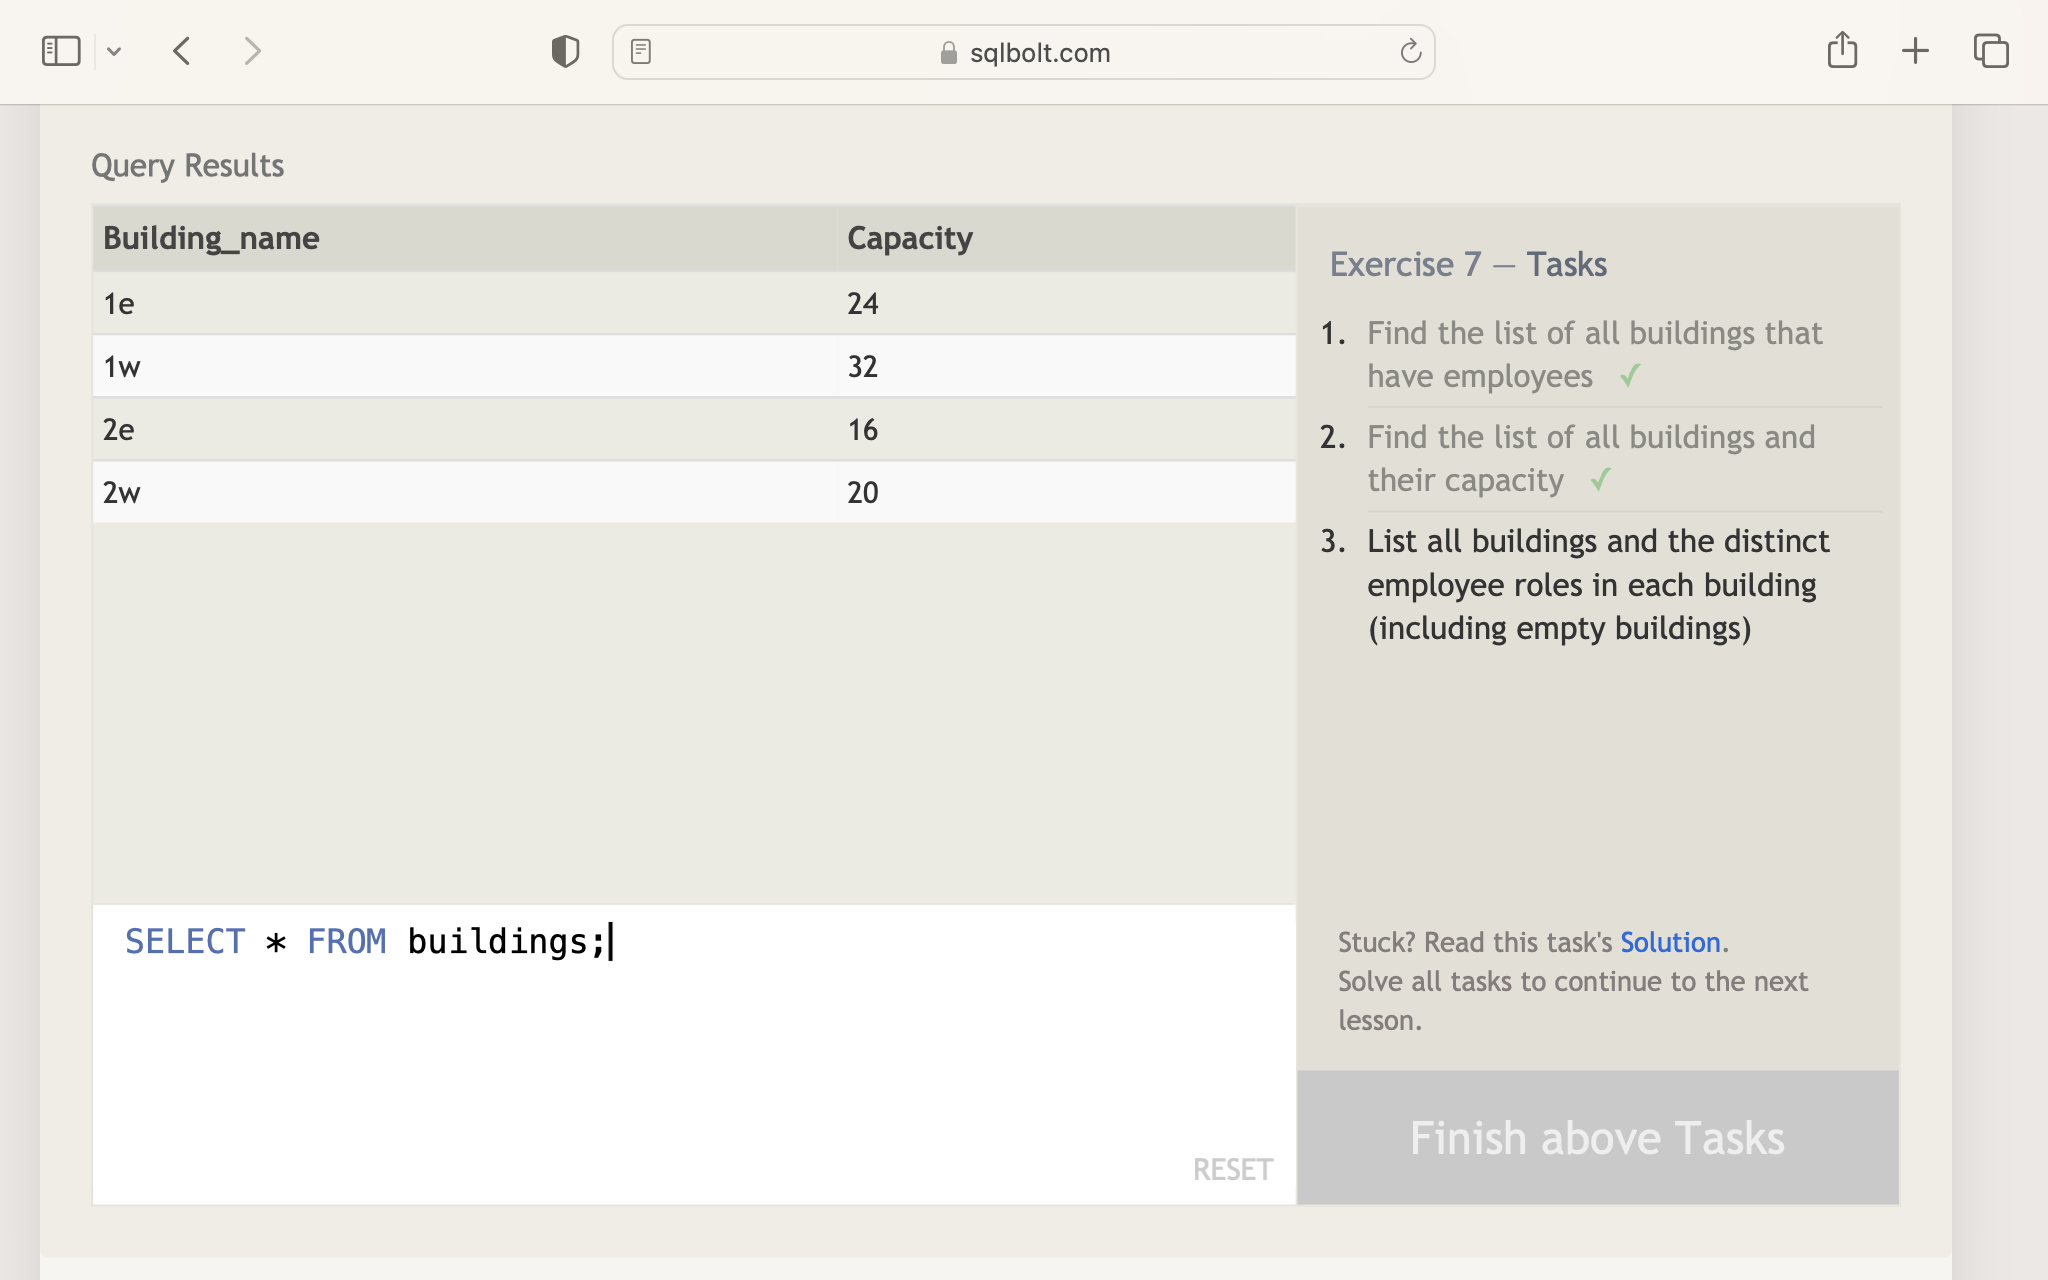 sqlbolt.com
Query Results
Building_name Capacity
1e 24
1w 32
2e 16
2w 20
SELECT * FROM buildings;
RESET
Exercise 7 — Tasks
1. Find the list of all buildings that
have employees ✓
2. Find the list of all buildings and
their capacity ✓
3. List all buildings and the distinct
employee roles in each building
(including empty buildings)
Stuck? Read this task's Solution.
Solve all tasks to continue to the next
lesson.
Finish above Tasks